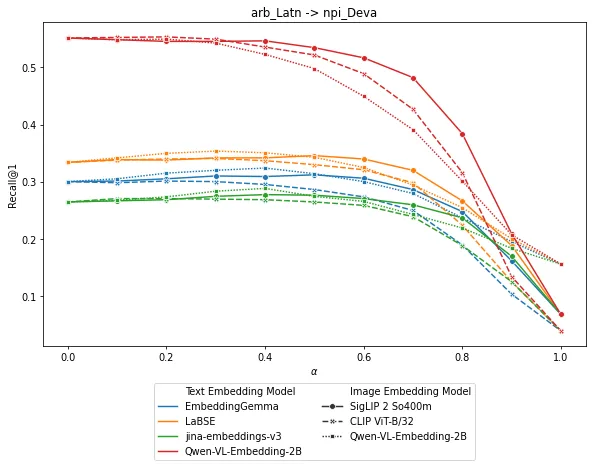 arb_Latn -> npi_Deva
Recall@1
0.5
0.4
0.3
0.2
0.1
0.0
0.2
0.4
0.6
0.8
1.0
α
Text Embedding Model
EmbeddingGemma
LaBSE
jina-embeddings-v3
Qwen-VL-Embedding-2B
Image Embedding Model
SigLIP 2 So400m
CLIP ViT-B/32
Qwen-VL-Embedding-2B